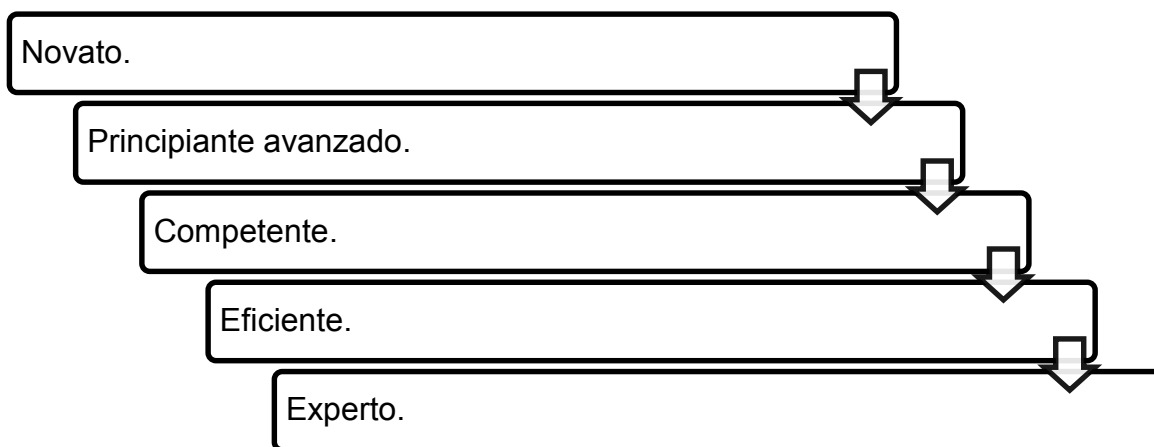 Novato.
Principiante avanzado.
Competente.
Eficiente.
Experto.